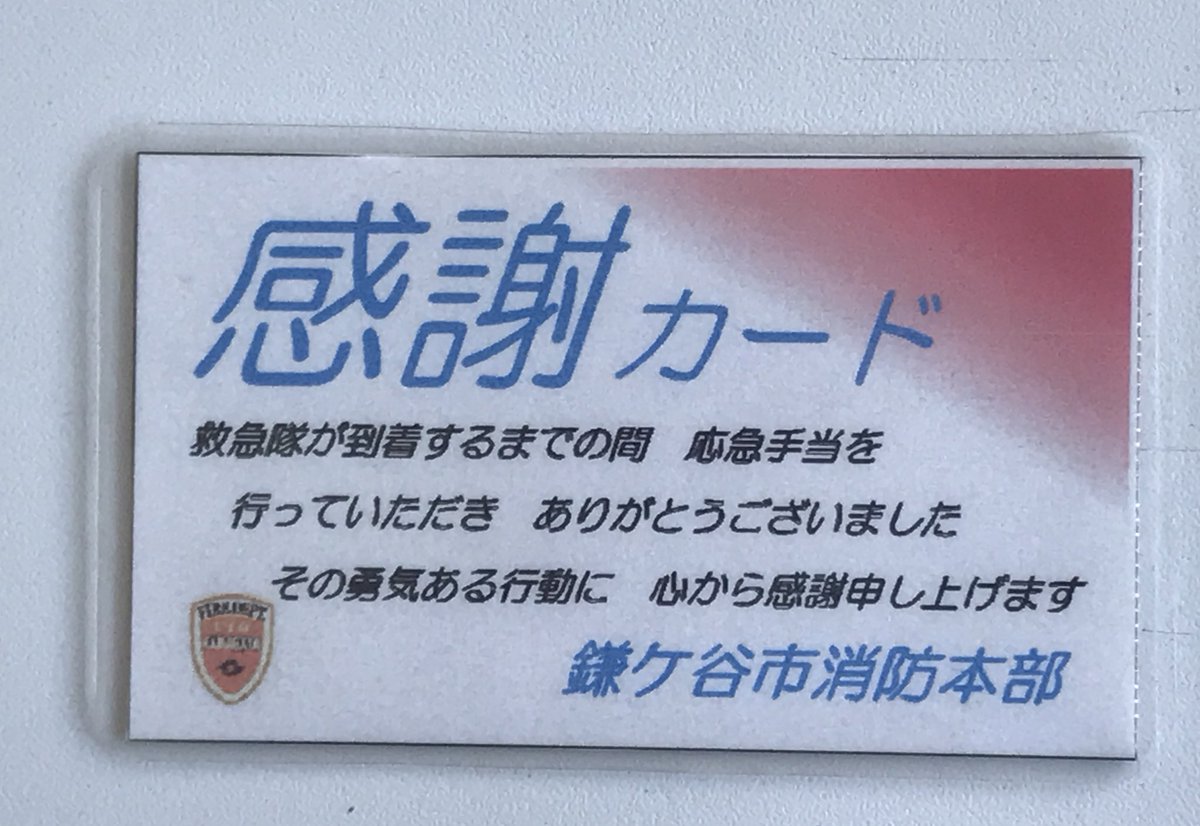 感謝カード
救急隊が到着するまでの間　応急手当を
行っていただき　ありがとうございました
その勇気ある行動に　心から感謝申し上げます
鎌ケ谷市消防本部